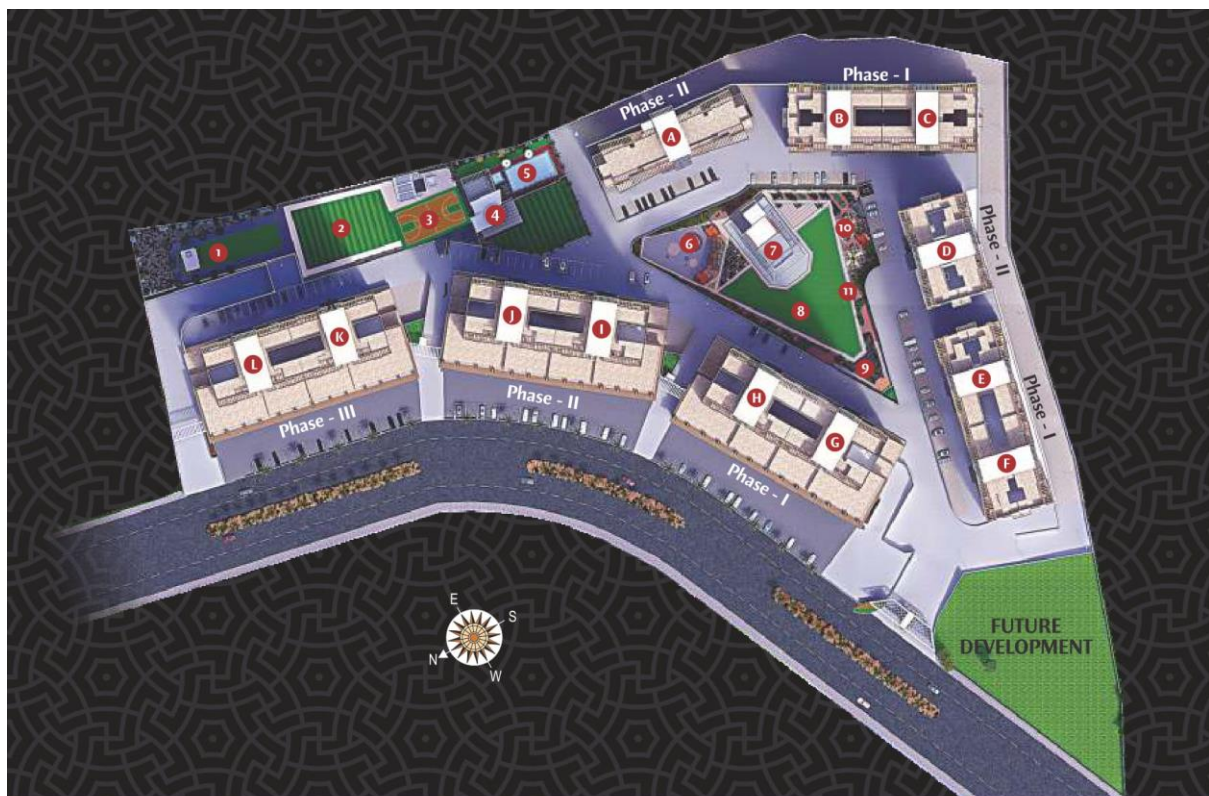 Phase - I
Phase - II
B
C
A
5
2
3
4
10
1
6
7
D
Phase - II
11
8
J
I
K
L
9
E
H
Phase - I
Phase - II
G
Phase - III
F
Phase - I
E
S
N
W
FUTURE
DEVELOPMENT